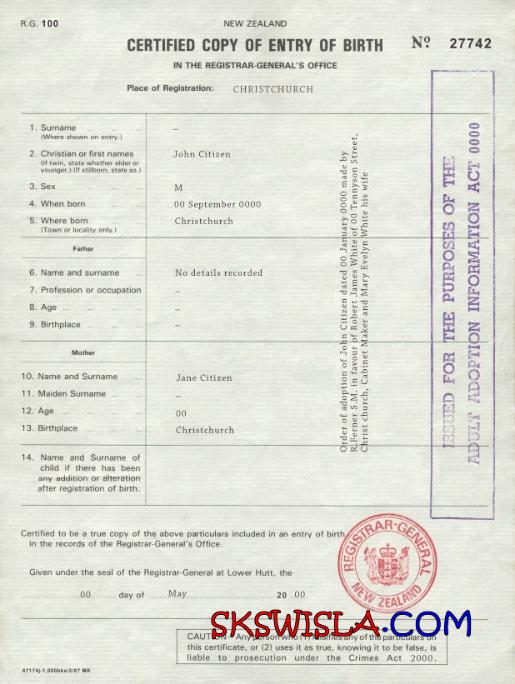 R.G. 100
NEW ZEALAND
CERTIFIED COPY OF ENTRY OF BIRTH
Nº 27742
IN THE REGISTRAR-GENERAL'S OFFICE
Place of Registration: CHRISTCHURCH
1. Surname ... ... –
(Where shown on entry.)
2. Christian or first names John Citizen
(If twin, state whether elder or
younger.) (If stillborn, state so.)
3. Sex ... ... M
4. When born ... ... 00 September 0000
5. Where born ... ... Christchurch
(Town or locality only.)
Father
6. Name and surname ... No details recorded
7. Profession or occupation –
8. Age ... ... ... –
9. Birthplace ... ... –
Mother
10. Name and Surname ... Jane Citizen
11. Maiden Surname ... –
12. Age ... ... 00
13. Birthplace ... ... Christchurch
14. Name and Surname of
child if there has been
any addition or alteration
after registration of birth.
Order of adoption of John Citizen dated 00 January 0000 made by
R.Ferner S.M. in favour of Robert James White of 00 Tennyson Street,
Christ church, Cabinet Maker and Mary Evelyn White his wife
ISSUED FOR THE PURPOSES OF THE
ADULT ADOPTION INFORMATION ACT 0000
Certified to be a true copy of the above particulars included in an entry of birth
in the records of the Registrar-General's Office.
Given under the seal of the Registrar-General at Lower Hutt, the
00 day of May 20 00
REGISTRAR-GENERAL
NEW ZEALAND
SKSWISLA.COM
CAUTION—Any person who (1) falsifies any of the particulars on
this certificate, or (2) uses it as true, knowing it to be false, is
liable to prosecution under the Crimes Act 2000.
67174J-1,000bks/2/87 MK